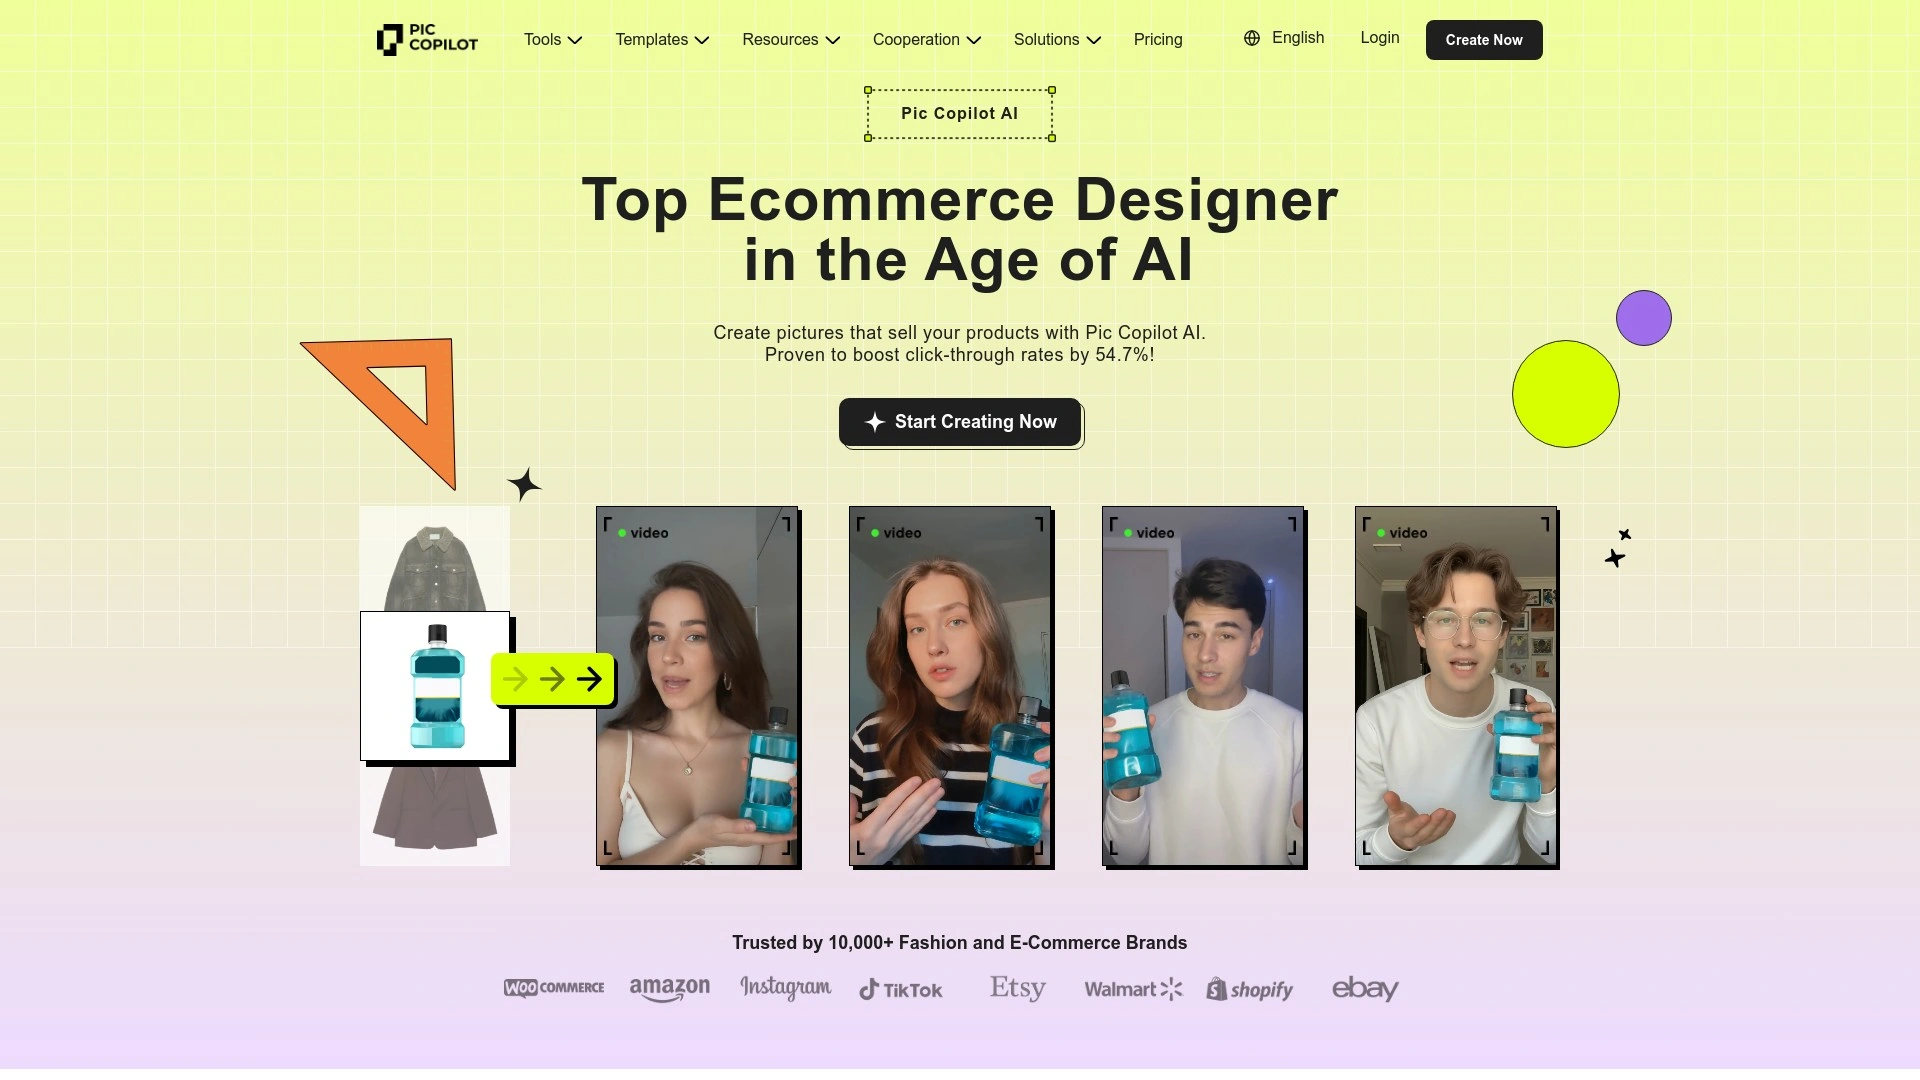 PIC
COPILOT
Tools
Templates
Resources
Cooperation
Solutions
Pricing
English
Login
Create Now
Pic Copilot AI
Top Ecommerce Designer
in the Age of AI
Create pictures that sell your products with Pic Copilot AI.
Proven to boost click-through rates by 54.7%!
Start Creating Now
video
video
video
video
Trusted by 10,000+ Fashion and E-Commerce Brands
WOO COMMERCE
amazon
Instagram
TikTok
Etsy
Walmart
shopify
ebay